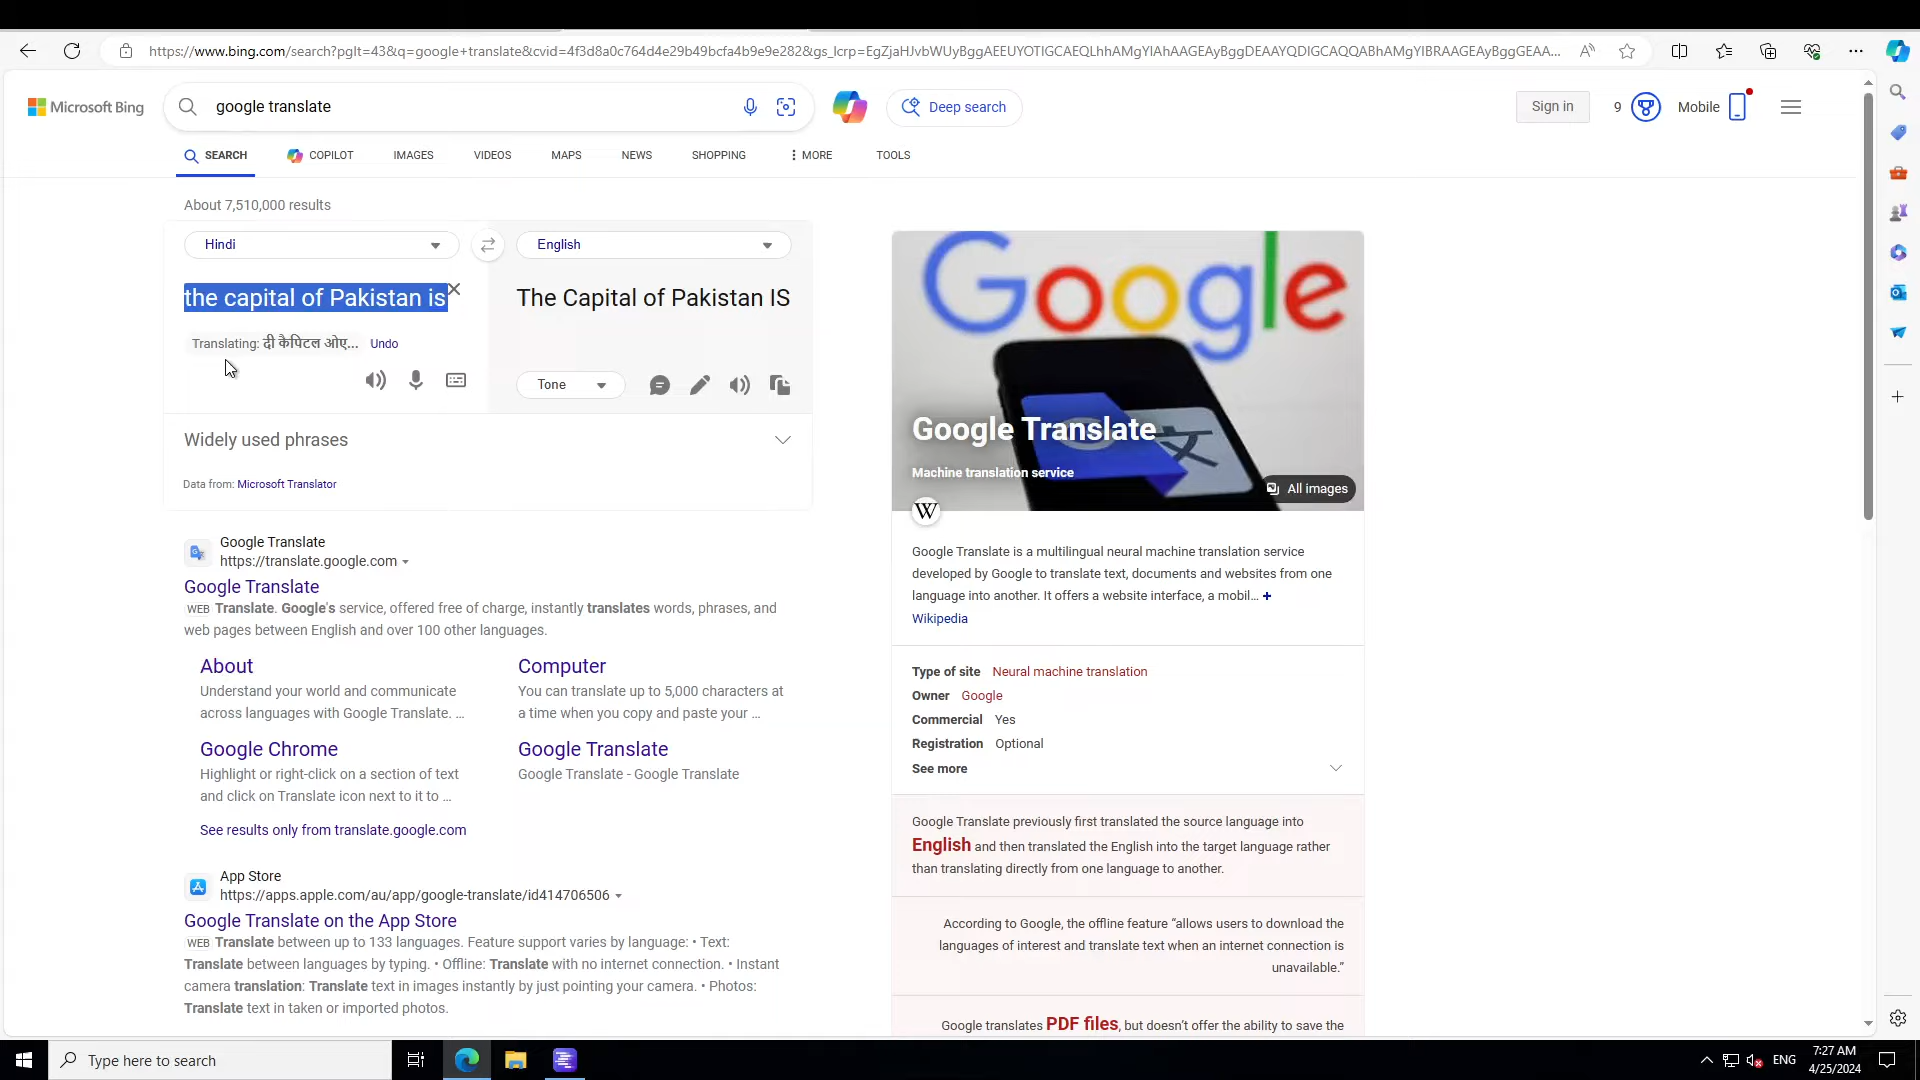 https://www.bing.com/search?pglt=43&q=google+translate&cvid=4f3d8a0c764d4e29b49bcfa4b9e9e282&gs_lcrp=EgZjaHJvbWUyBggAEEUYOTIGCAEQLhhAMgYIAhAAGEAyBggDEAAYQDIGCAQQABhAMgYIBRAAGEAyBggGEAA...
Microsoft Bing
google translate
Deep search
Sign in
9
Mobile
SEARCH
COPILOT
IMAGES
VIDEOS
MAPS
NEWS
SHOPPING
MORE
TOOLS
About 7,510,000 results
Hindi
English
the capital of Pakistan is
The Capital of Pakistan IS
Translating: दी कैपिटल ओए...
Undo
Tone
Widely used phrases
Data from: Microsoft Translator
Google Translate
https://translate.google.com
Google Translate
WEB Translate. Google's service, offered free of charge, instantly translates words, phrases, and
web pages between English and over 100 other languages.
About
Understand your world and communicate
across languages with Google Translate. ...
Computer
You can translate up to 5,000 characters at
a time when you copy and paste your ...
Google Chrome
Highlight or right-click on a section of text
and click on Translate icon next to it to ...
Google Translate
Google Translate - Google Translate
See results only from translate.google.com
App Store
https://apps.apple.com/au/app/google-translate/id414706506
Google Translate on the App Store
WEB Translate between up to 133 languages. Feature support varies by language: • Text:
Translate between languages by typing. • Offline: Translate with no internet connection. • Instant
camera translation: Translate text in images instantly by just pointing your camera. • Photos:
Translate text in taken or imported photos.
Google
文
Google Translate
Machine translation service
All images
W
Google Translate is a multilingual neural machine translation service
developed by Google to translate text, documents and websites from one
language into another. It offers a website interface, a mobil... +
Wikipedia
Type of site Neural machine translation
Owner Google
Commercial Yes
Registration Optional
See more
Google Translate previously first translated the source language into
English and then translated the English into the target language rather
than translating directly from one language to another.
According to Google, the offline feature “allows users to download the
languages of interest and translate text when an internet connection is
unavailable.”
Google translates PDF files, but doesn’t offer the ability to save the
Type here to search
ENG
7:27 AM
4/25/2024